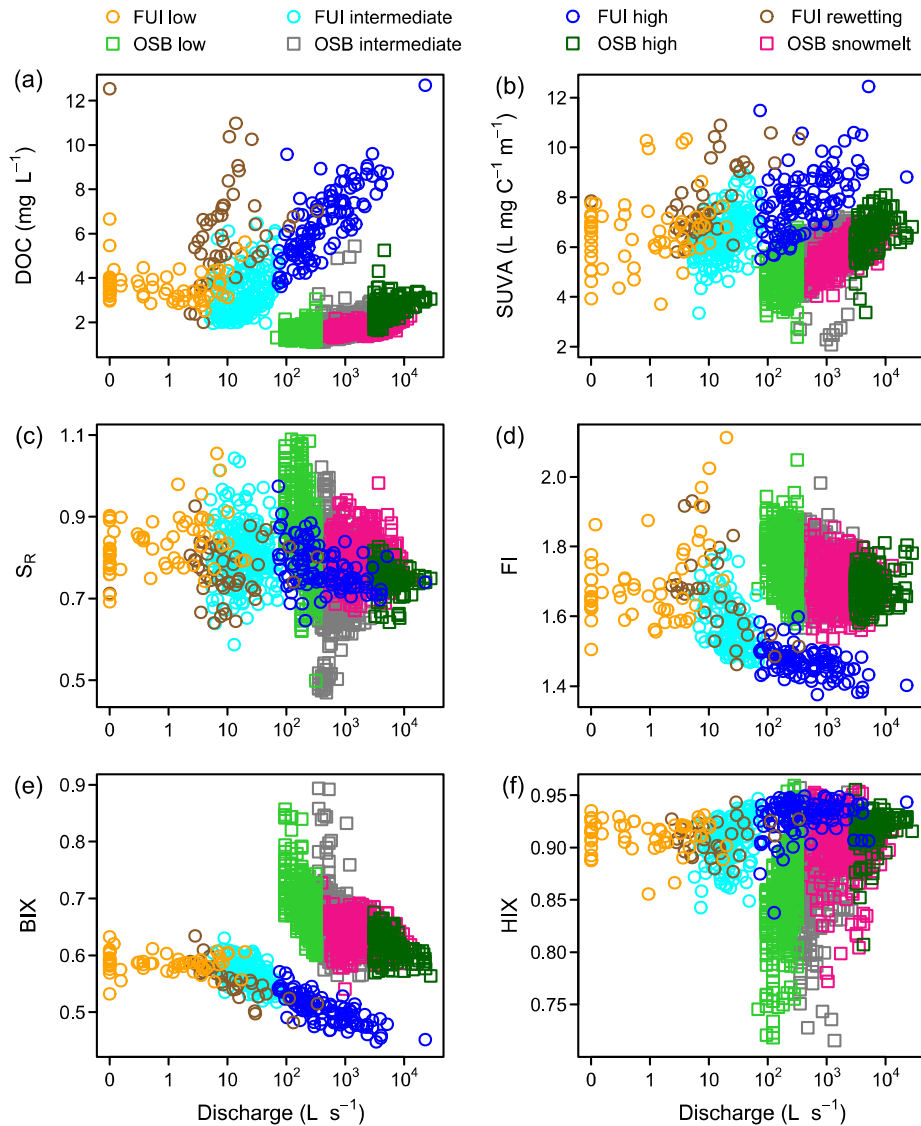 FUI low FUI intermediate FUI high FUI rewetting
OSB low OSB intermediate OSB high OSB snowmelt
(a) (b)
DOC (mg L⁻¹) 12 10 8 6 4 2
0 1 10 10² 10³ 10⁴
SUVA (L mg C⁻¹ m⁻¹) 12 10 8 6 4 2
0 1 10 10² 10³ 10⁴
(c) (d)
S_R 1.1 0.9 0.7 0.5
0 1 10 10² 10³ 10⁴
FI 2.0 1.8 1.6 1.4
0 1 10 10² 10³ 10⁴
(e) (f)
BIX 0.9 0.8 0.7 0.6 0.5
0 1 10 10² 10³ 10⁴
Discharge (L s⁻¹)
HIX 0.95 0.90 0.85 0.80 0.75
0 1 10 10² 10³ 10⁴
Discharge (L s⁻¹)